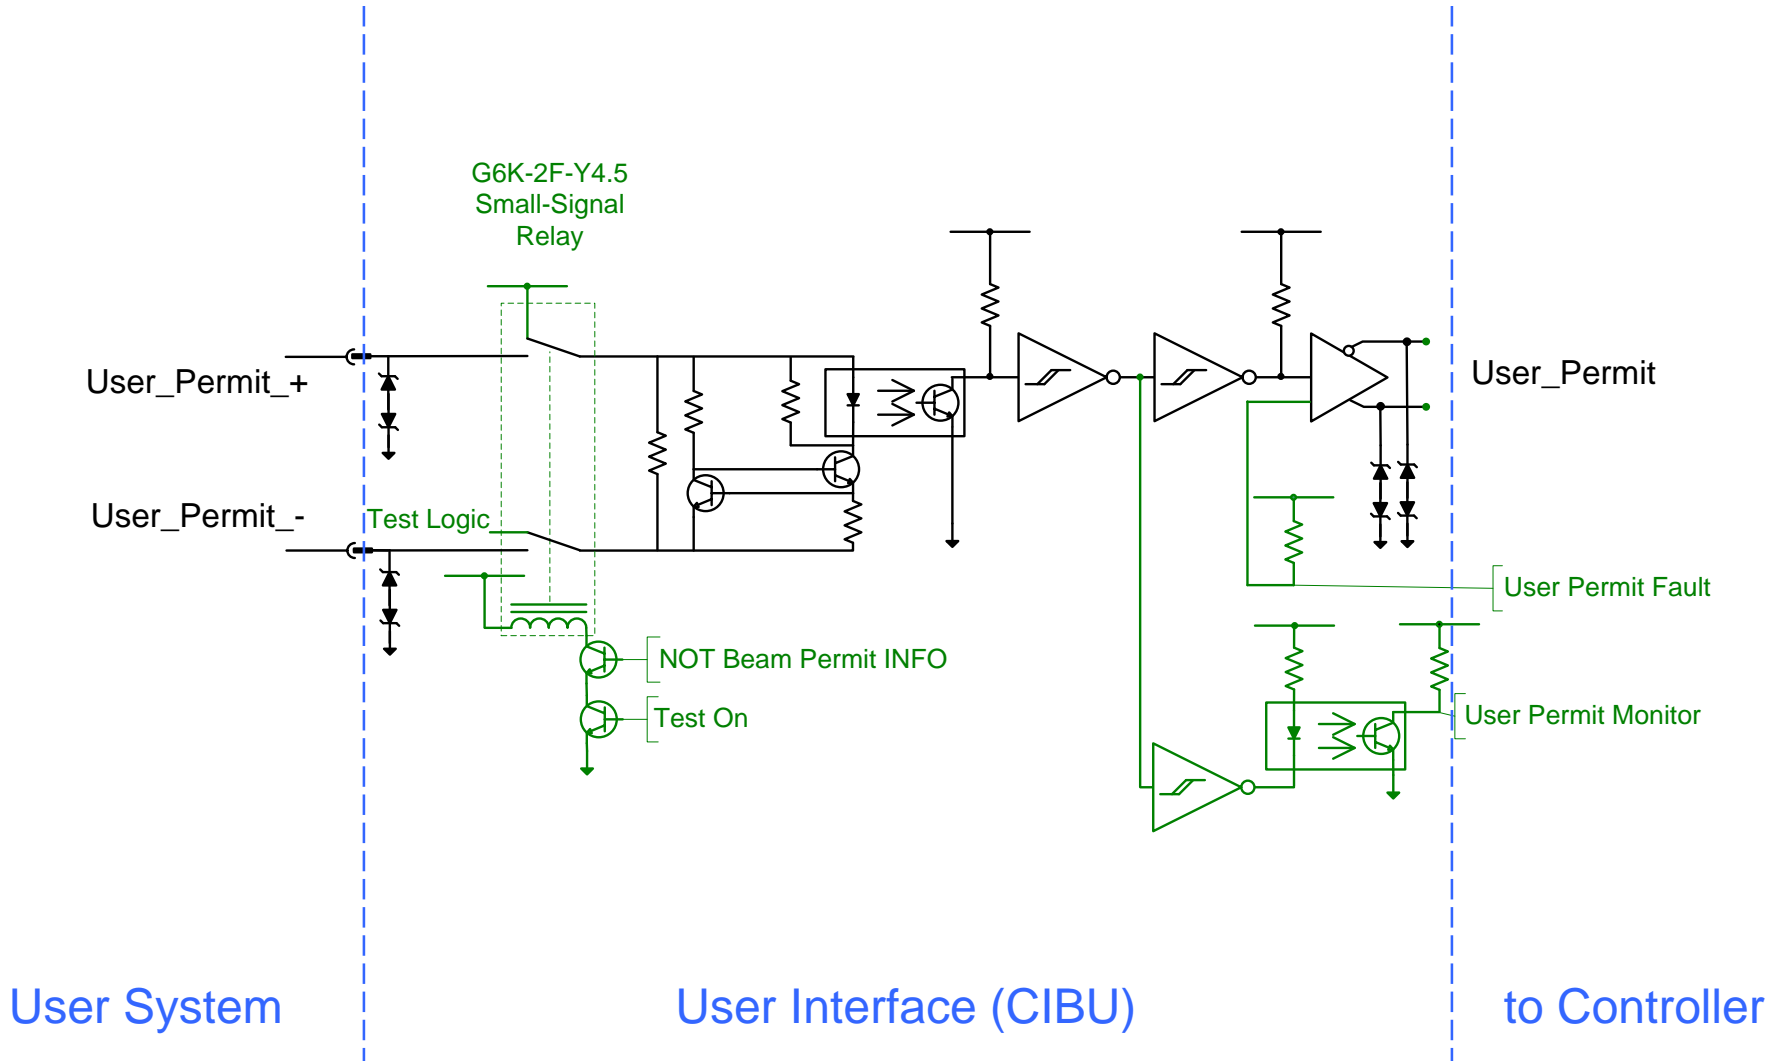 G6K-2F-Y4.5
Small-Signal
Relay
User_Permit_+
User_Permit
User_Permit_-
Test Logic
User Permit Fault
NOT Beam Permit INFO
Test On
User Permit Monitor
User System
User Interface (CIBU)
to Controller